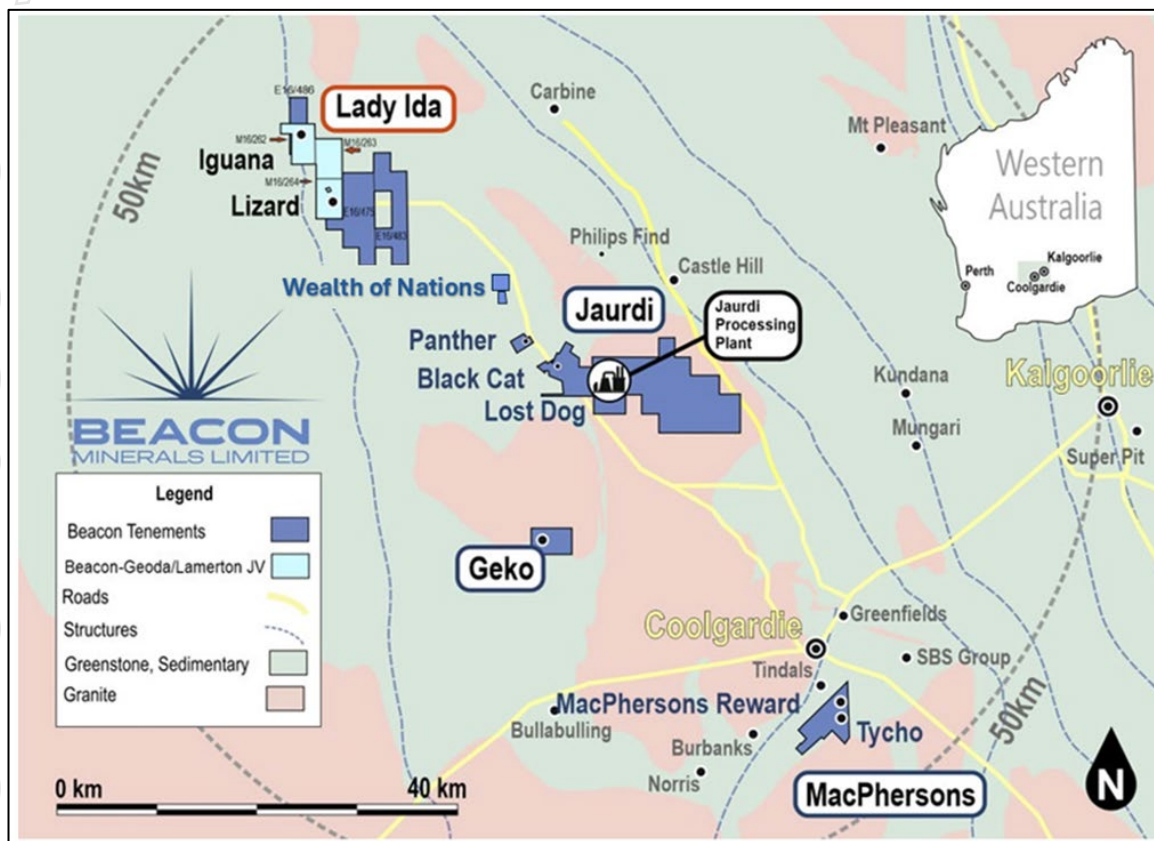 E16/486
Lady Ida
M16/262
M16/263
Iguana
M16/264
Lizard
E16/475
E16/483
50km
Carbine
Mt Pleasant
Western
Australia
Kalgoorlie
Perth
Coolgardie
Philips Find
Castle Hill
Wealth of Nations
Jaurdi
Jaurdi
Processing
Plant
Panther
Black Cat
Lost Dog
Kundana
Kalgoorlie
Mungari
Super Pit
BEACON
MINERALS LIMITED
Legend
Beacon Tenements
Beacon-Geoda/Lamerton JV
Roads
Structures
Greenstone, Sedimentary
Granite
Geko
Coolgardie
Greenfields
Tindals
SBS Group
MacPhersons Reward
Bullabulling
Tycho
Burbanks
Norris
50km
MacPhersons
0 km
40 km
N